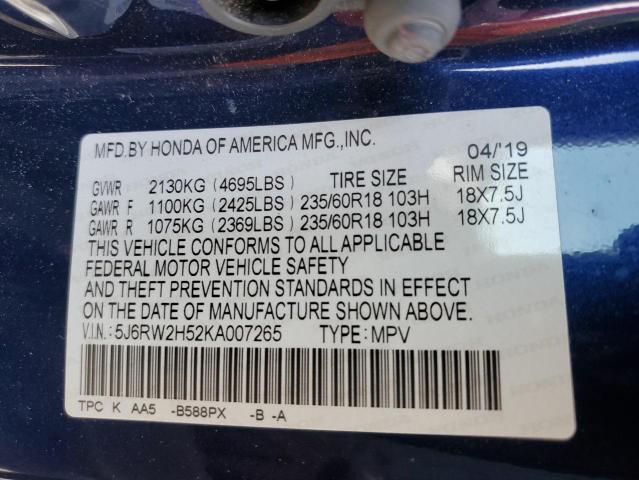 MFD.BY HONDA OF AMERICA MFG.,INC. 04/'19
GVWR 2130KG (4695LBS) TIRE SIZE RIM SIZE
GAWR F 1100KG (2425LBS) 235/60R18 103H 18X7.5J
GAWR R 1075KG (2369LBS) 235/60R18 103H 18X7.5J
THIS VEHICLE CONFORMS TO ALL APPLICABLE
FEDERAL MOTOR VEHICLE SAFETY
AND THEFT PREVENTION STANDARDS IN EFFECT
ON THE DATE OF MANUFACTURE SHOWN ABOVE.
V.I.N.:5J6RW2H52KA007265 TYPE:MPV
TPC K AA5 -B588PX -B -A